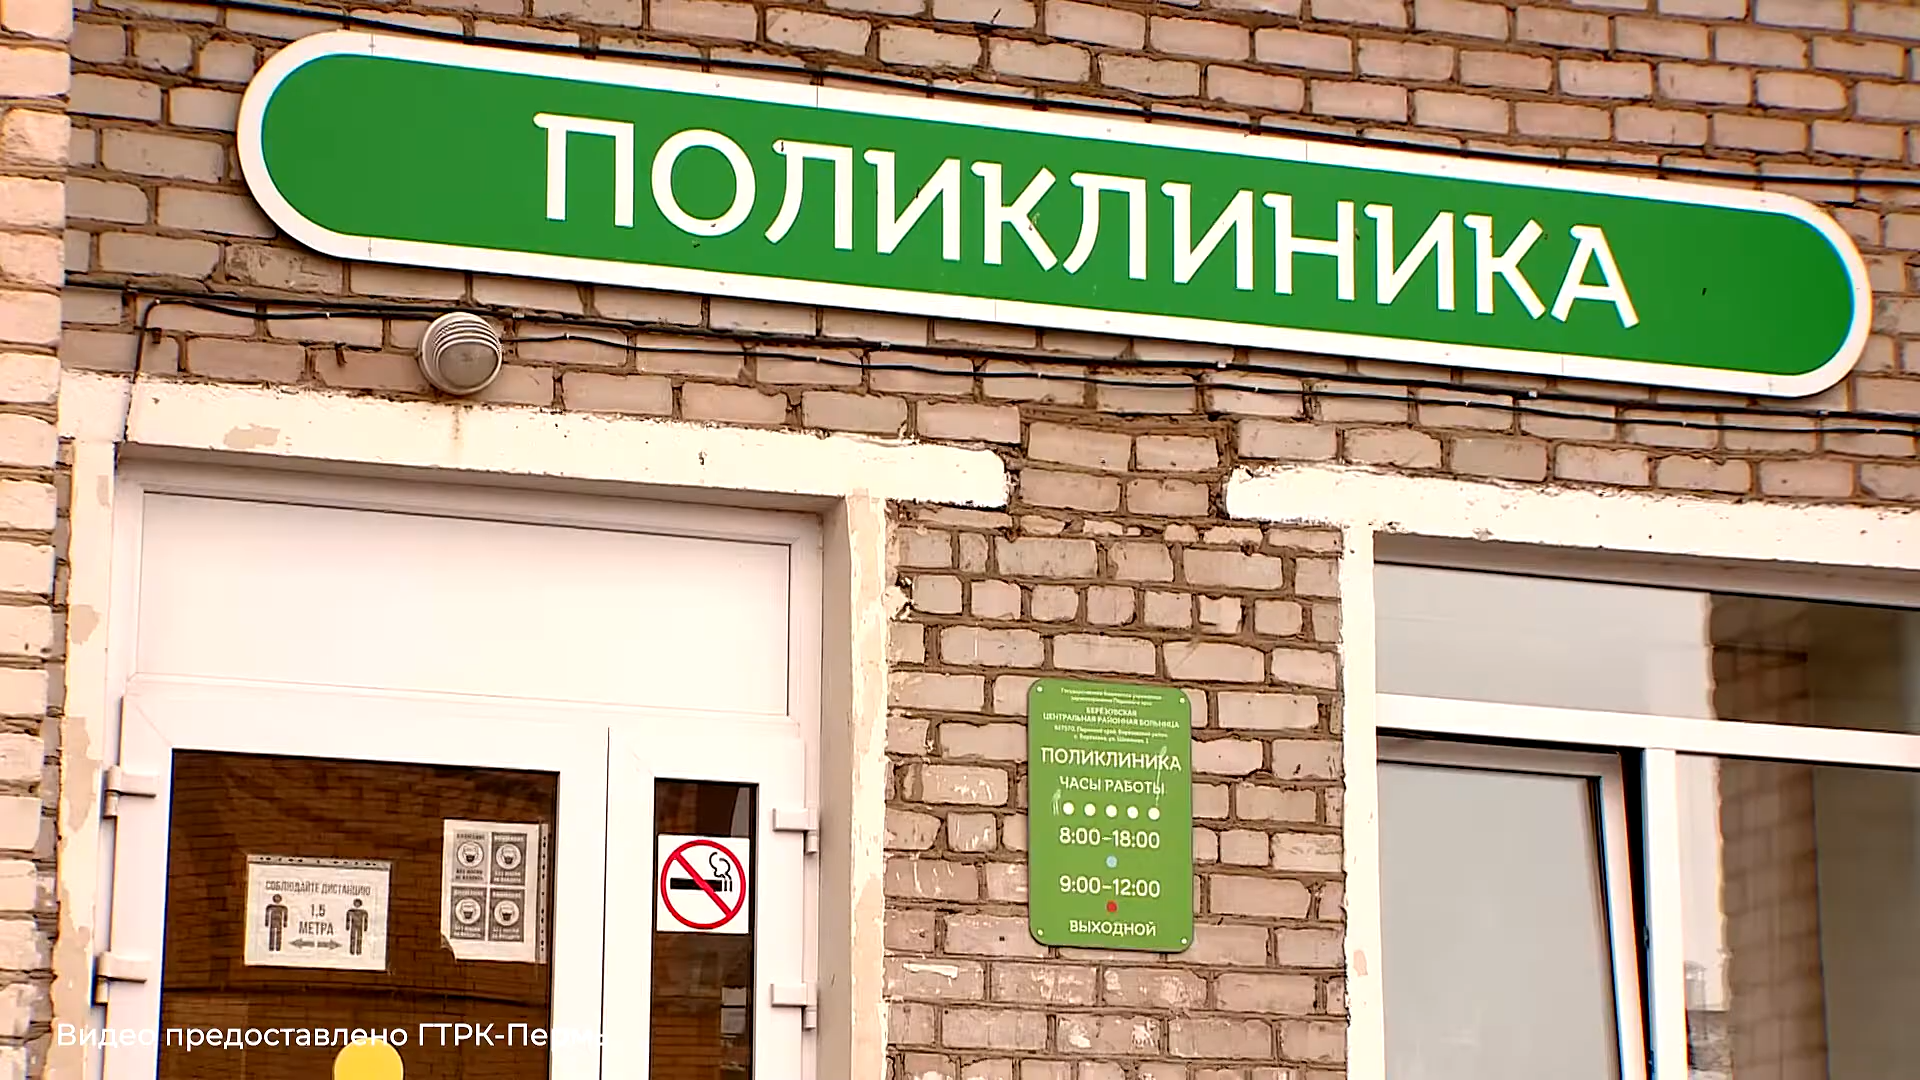 ПОЛИКЛИНИКА
БЕРЁЗОВСКАЯ
ЦЕНТРАЛЬНАЯ РАЙОННАЯ БОЛЬНИЦА
ПОЛИКЛИНИКА
ЧАСЫ РАБОТЫ
8:00–18:00
9:00–12:00
ВЫХОДНОЙ
СОБЛЮДАЙТЕ ДИСТАНЦИЮ
1,5
МЕТРА
Видео предоставлено ГТРК-Пермь